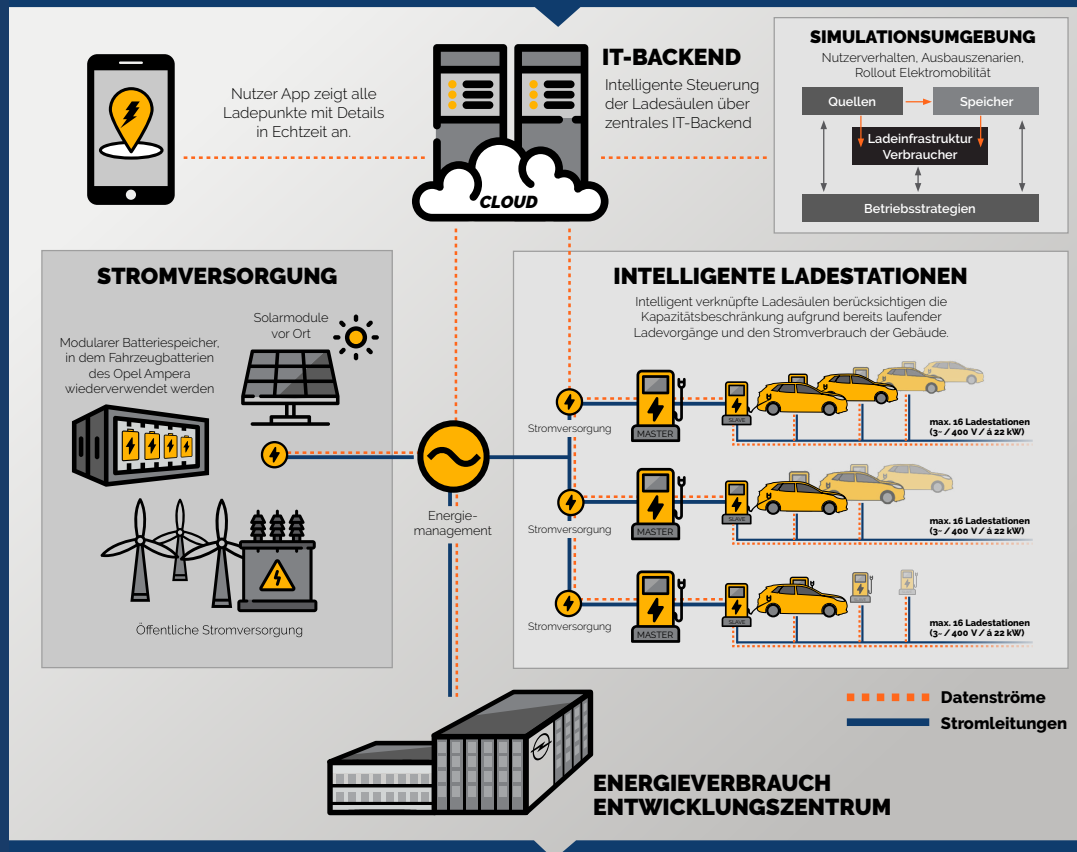 Nutzer App zeigt alle
Ladepunkte mit Details
in Echtzeit an.
CLOUD
IT-BACKEND
Intelligente Steuerung
der Ladesäulen über
zentrales IT-Backend
SIMULATIONSUMGEBUNG
Nutzerverhalten, Ausbauszenarien,
Rollout Elektromobilität
Quellen
Speicher
Ladeinfrastruktur
Verbraucher
Betriebsstrategien
STROMVERSORGUNG
Solarmodule
vor Ort
Modularer Batteriespeicher,
in dem Fahrzeugbatterien
des Opel Ampera
wiederverwendet werden
Öffentliche Stromversorgung
Energie-
management
INTELLIGENTE LADESTATIONEN
Intelligent verknüpfte Ladesäulen berücksichtigen die
Kapazitätsbeschränkung aufgrund bereits laufender
Ladevorgänge und den Stromverbrauch der Gebäude.
Stromversorgung
MASTER
SLAVE
max. 16 Ladestationen
(3~ / 400 V / á 22 kW)
Stromversorgung
MASTER
SLAVE
max. 16 Ladestationen
(3~ / 400 V / á 22 kW)
Stromversorgung
MASTER
SLAVE
max. 16 Ladestationen
(3~ / 400 V / á 22 kW)
Datenströme
Stromleitungen
ENERGIEVERBRAUCH
ENTWICKLUNGSZENTRUM